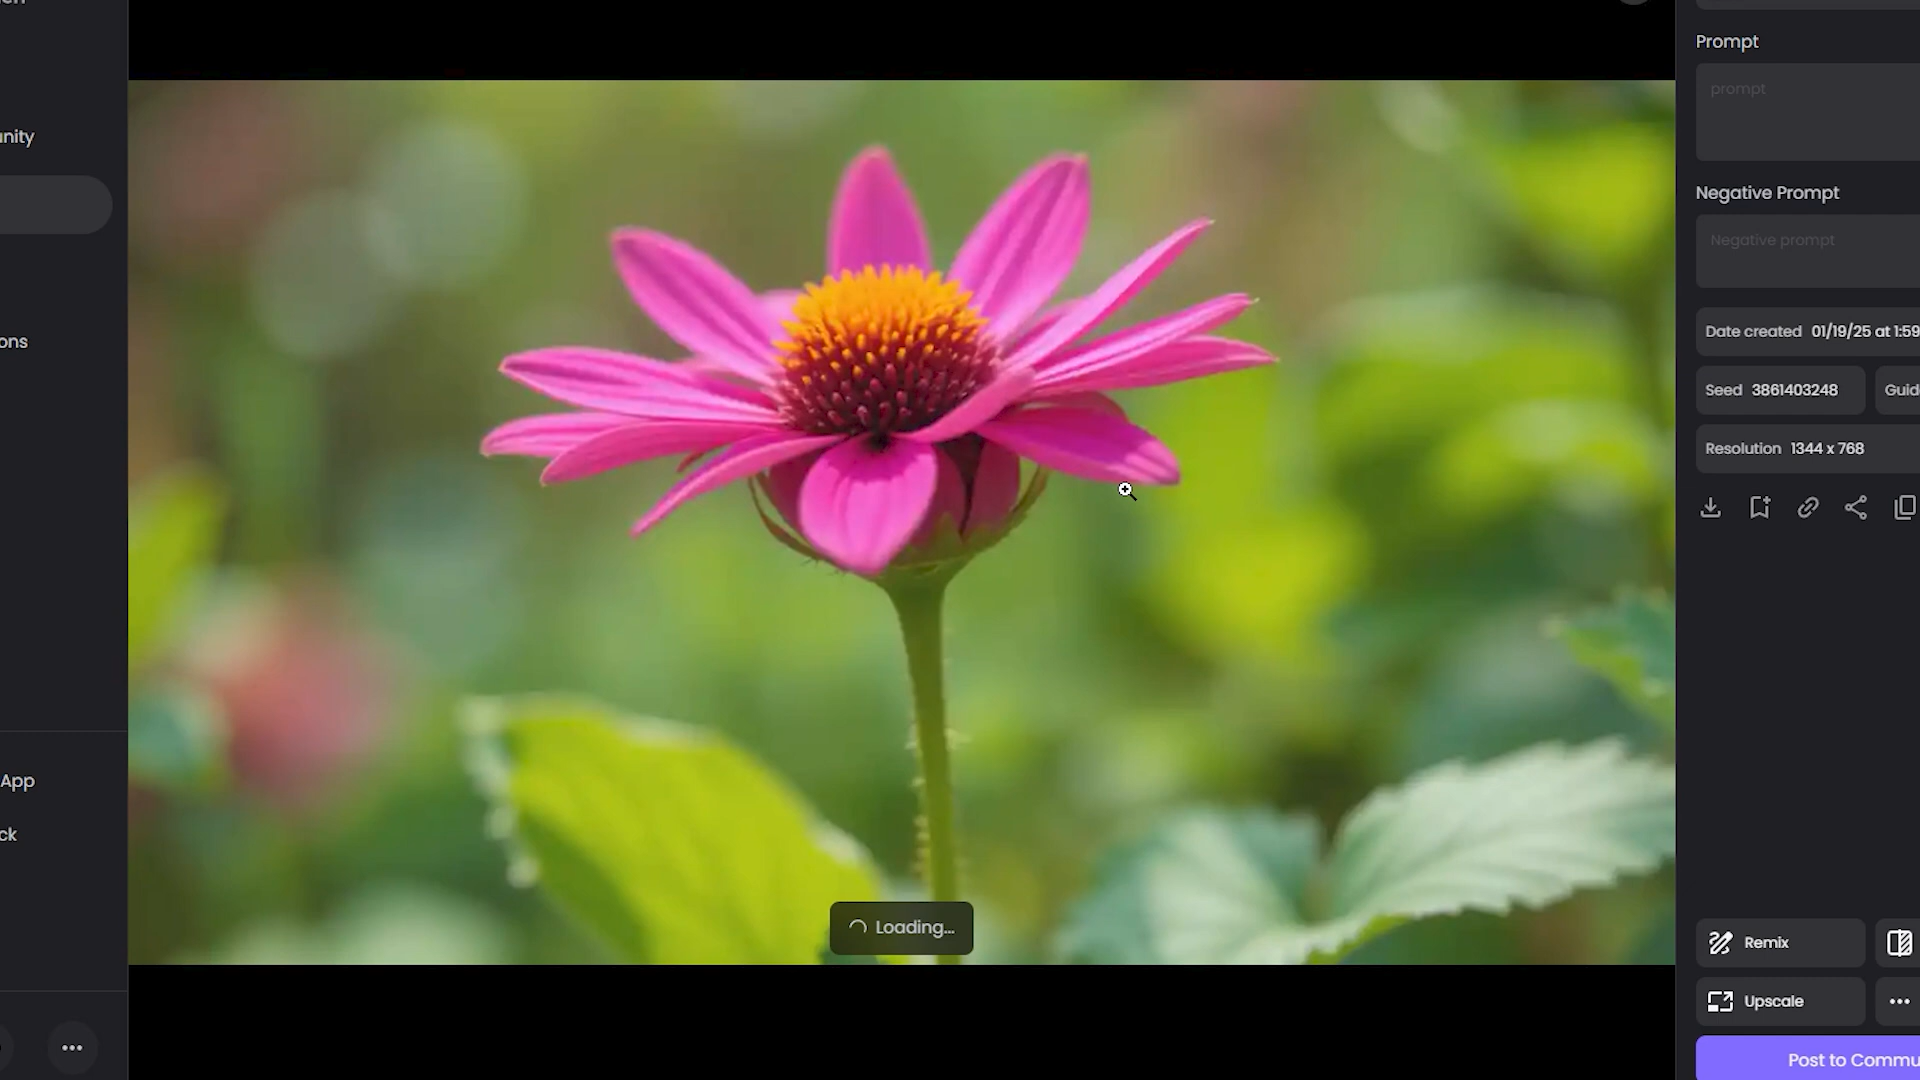 unity
ons
App
ck
Loading...
Prompt
prompt
Negative Prompt
Negative prompt
Date created 01/19/25 at 1:59
Seed 3861403248
Guid
Resolution 1344 x 768
Remix
Upscale
Post to Commu